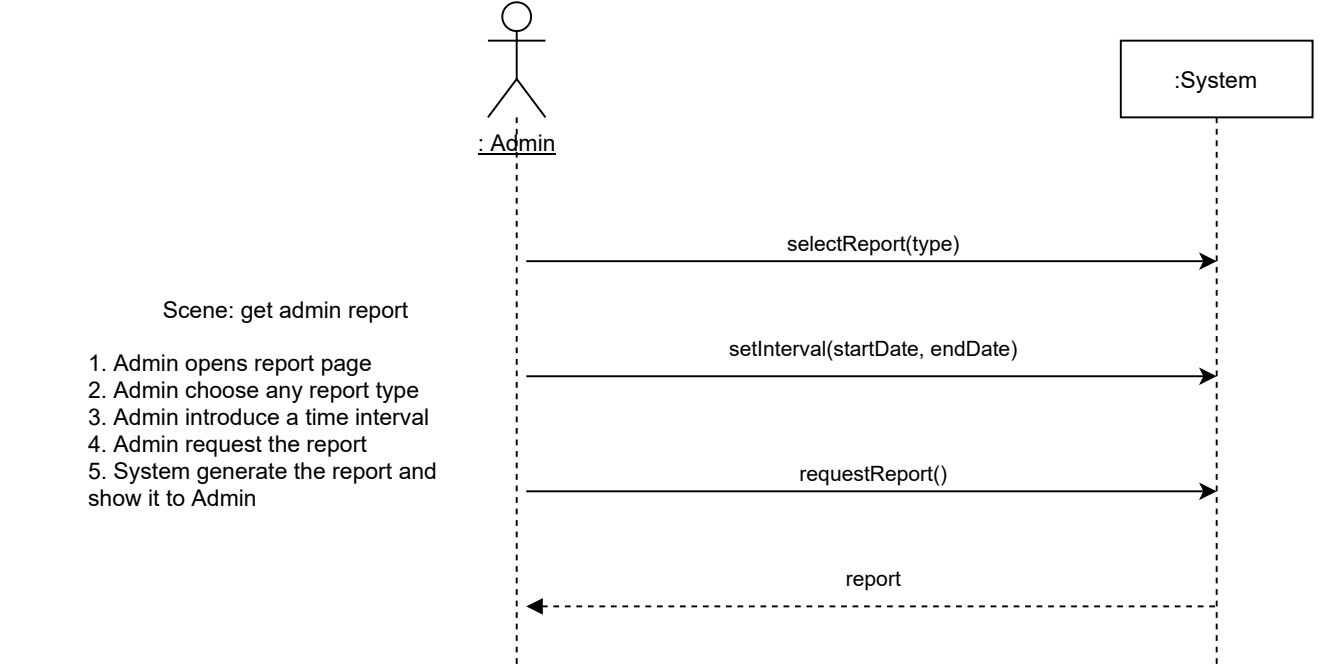 : Admin
:System
selectReport(type)
Scene: get admin report
1. Admin opens report page
2. Admin choose any report type
3. Admin introduce a time interval
4. Admin request the report
5. System generate the report and
show it to Admin
setInterval(startDate, endDate)
requestReport()
report